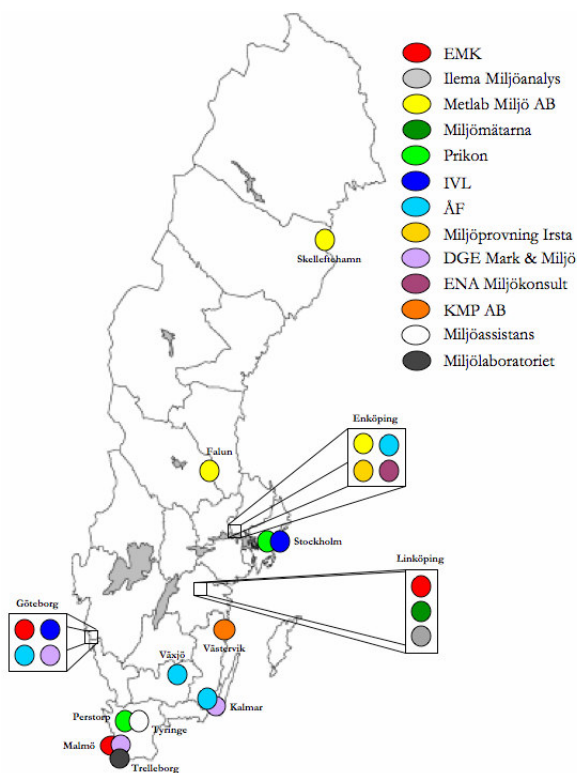 EMK
Ilema Miljöanalys
Metlab Miljö AB
Miljömätarna
Prikon
IVL
ÅF
Miljöprovning Irsta
DGE Mark & Miljö
ENA Miljökonsult
KMP AB
Miljöassistans
Miljölaboratoriet
Skelleftehamn
Enköping
Falun
Stockholm
Linköping
Göteborg
Växjö
Västervik
Kalmar
Perstorp
Tyringe
Malmö
Trelleborg